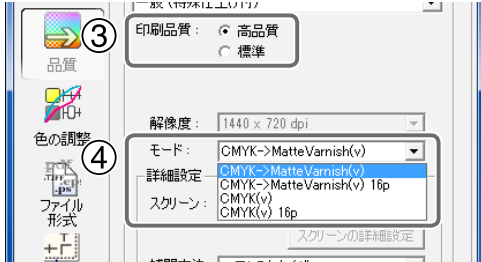 一般 (特殊仕上げ付)
③
印刷品質： 高品質
標準
品質
解像度： 1440 x 720 dpi
色の調整
④
モード： CMYK->MatteVarnish(v)
詳細設定
CMYK->MatteVarnish(v)
CMYK->MatteVarnish(v) 16p
スクリーン：
CMYK(v)
CMYK(v) 16p
ファイル
形式
スクリーンの詳細設定